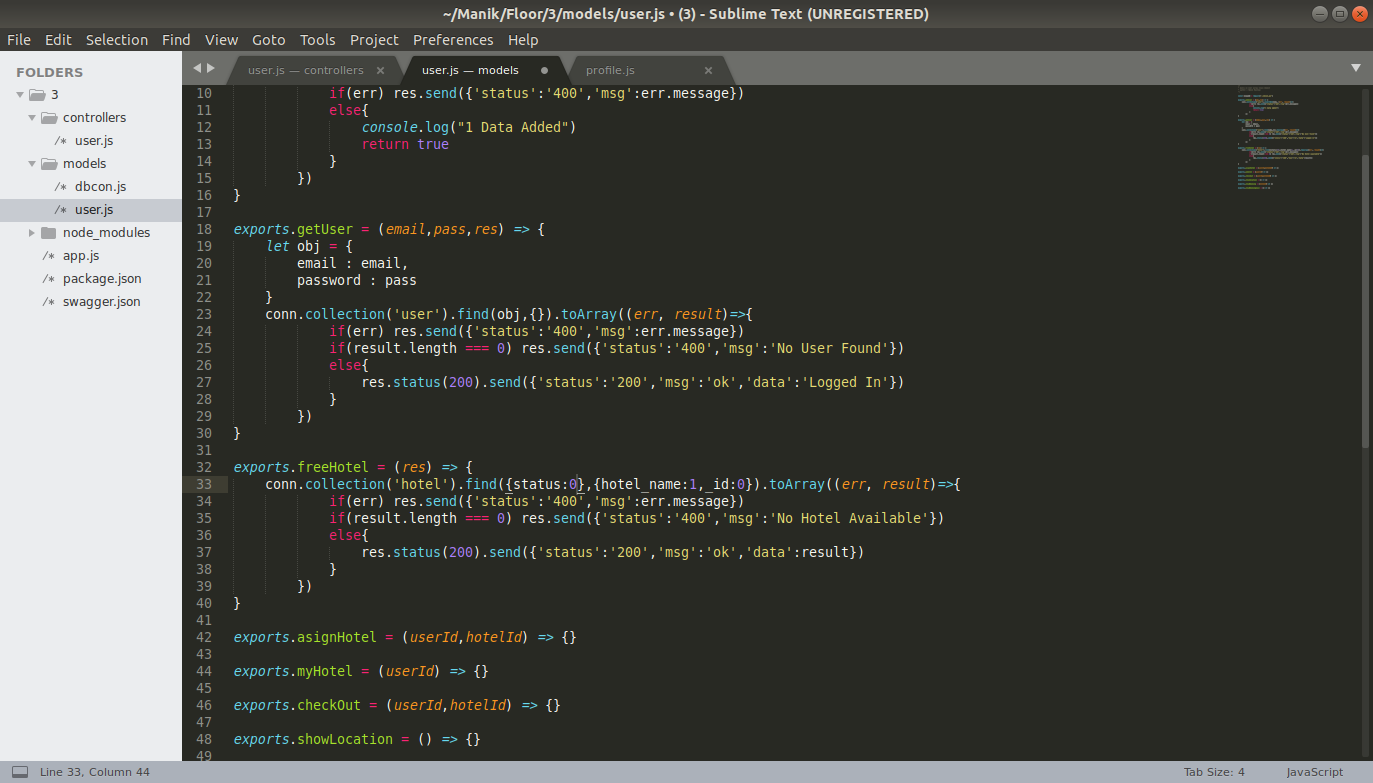 ~/Manik/Floor/3/models/user.js • (3) - Sublime Text (UNREGISTERED)
File Edit Selection Find View Goto Tools Project Preferences Help
FOLDERS
3
controllers
/* user.js
models
/* dbcon.js
/* user.js
node_modules
/* app.js
/* package.json
/* swagger.json
user.js — controllers × user.js — models ● profile.js ×
10 if(err) res.send({'status':'400','msg':err.message})
11 else{
12 console.log("1 Data Added")
13 return true
14 }
15 })
16 }
17
18 exports.getUser = (email,pass,res) => {
19 let obj = {
20 email : email,
21 password : pass
22 }
23 conn.collection('user').find(obj,{}).toArray((err, result)=>{
24 if(err) res.send({'status':'400','msg':err.message})
25 if(result.length === 0) res.send({'status':'400','msg':'No User Found'})
26 else{
27 res.status(200).send({'status':'200','msg':'ok','data':'Logged In'})
28 }
29 })
30 }
31
32 exports.freeHotel = (res) => {
33 conn.collection('hotel').find({status:0},{hotel_name:1,_id:0}).toArray((err, result)=>{
34 if(err) res.send({'status':'400','msg':err.message})
35 if(result.length === 0) res.send({'status':'400','msg':'No Hotel Available'})
36 else{
37 res.status(200).send({'status':'200','msg':'ok','data':result})
38 }
39 })
40 }
41
42 exports.asignHotel = (userId,hotelId) => {}
43
44 exports.myHotel = (userId) => {}
45
46 exports.checkOut = (userId,hotelId) => {}
47
48 exports.showLocation = () => {}
49
Line 33, Column 44 Tab Size: 4 JavaScript